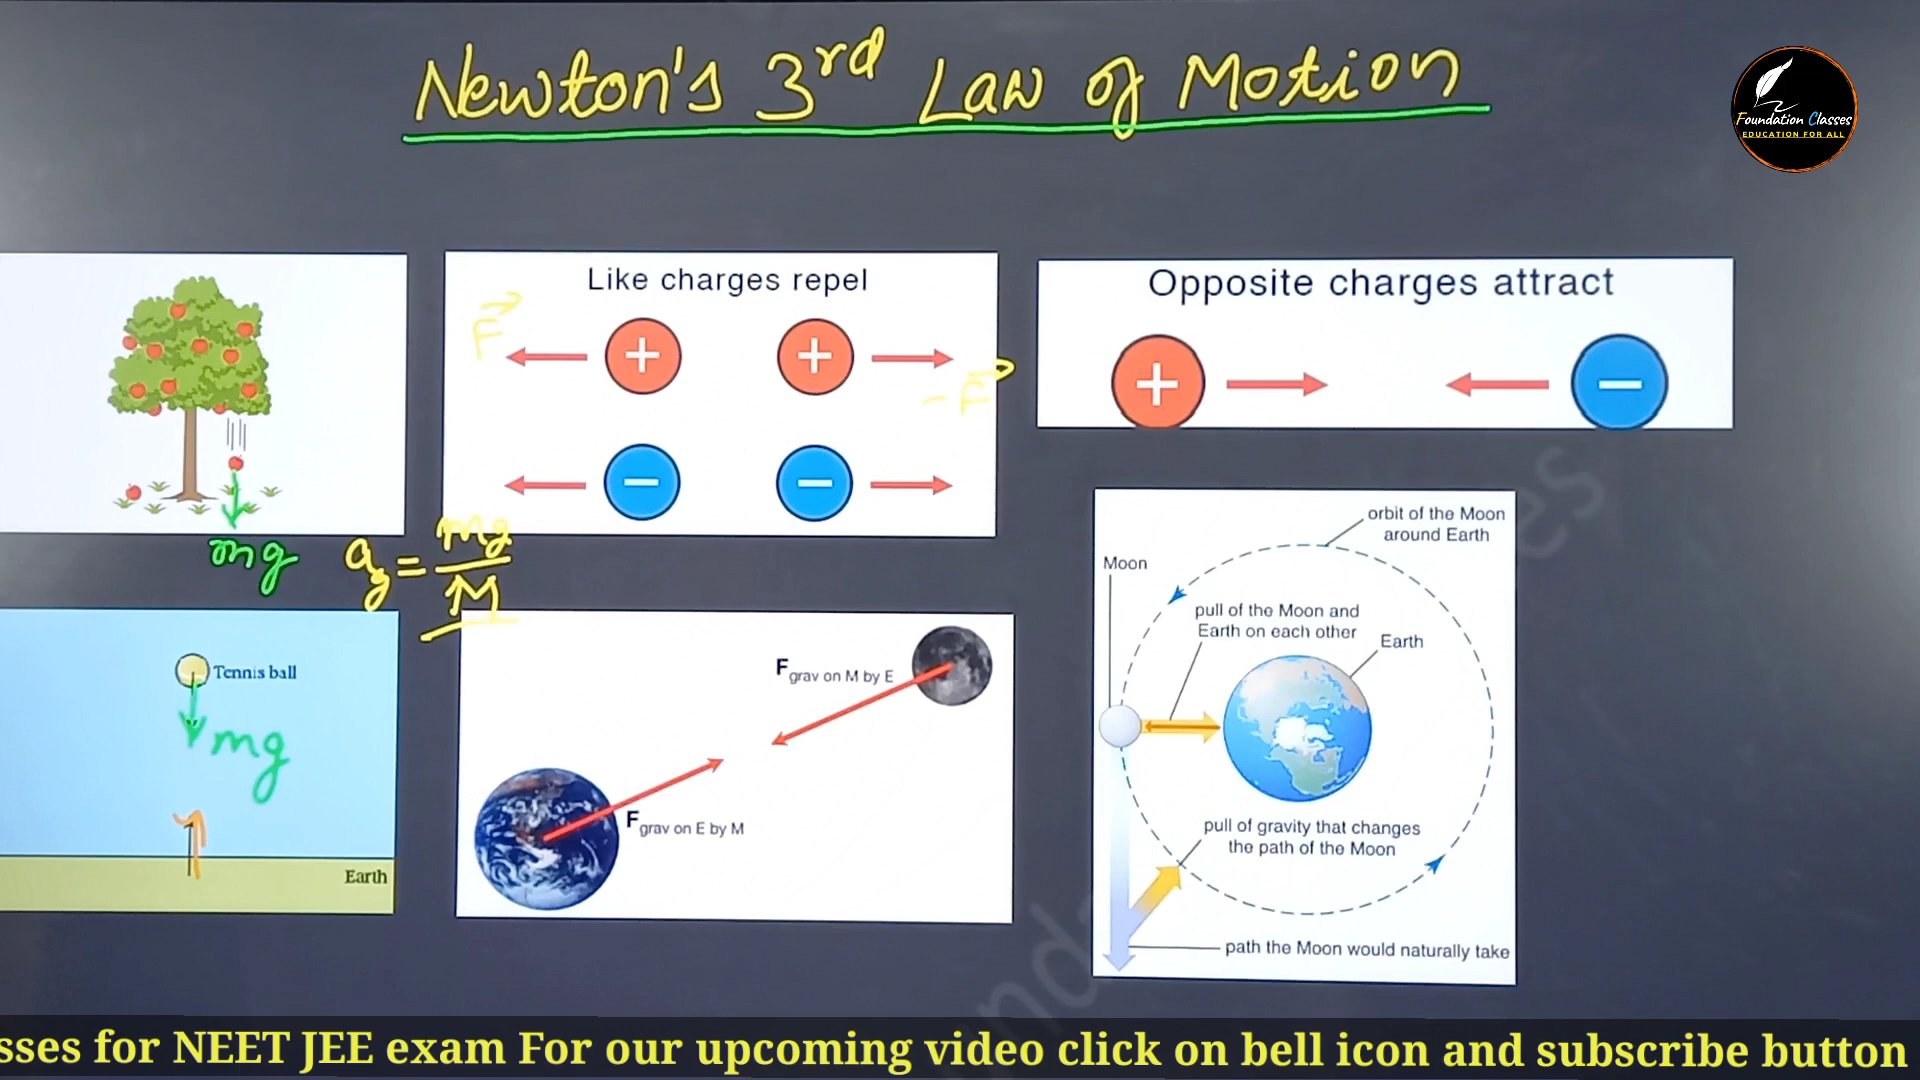 Newton's 3rd Law of Motion
Foundation Classes
EDUCATION FOR ALL
Like charges repel
F
+ +
-F
− −
Opposite charges attract
+ −
mg
= mg/M
Tennis ball
mg
Earth
F grav on M by E
F grav on E by M
orbit of the Moon
around Earth
Moon
pull of the Moon and
Earth on each other
Earth
pull of gravity that changes
the path of the Moon
path the Moon would naturally take
sses for NEET JEE exam For our upcoming video click on bell icon and subscribe button